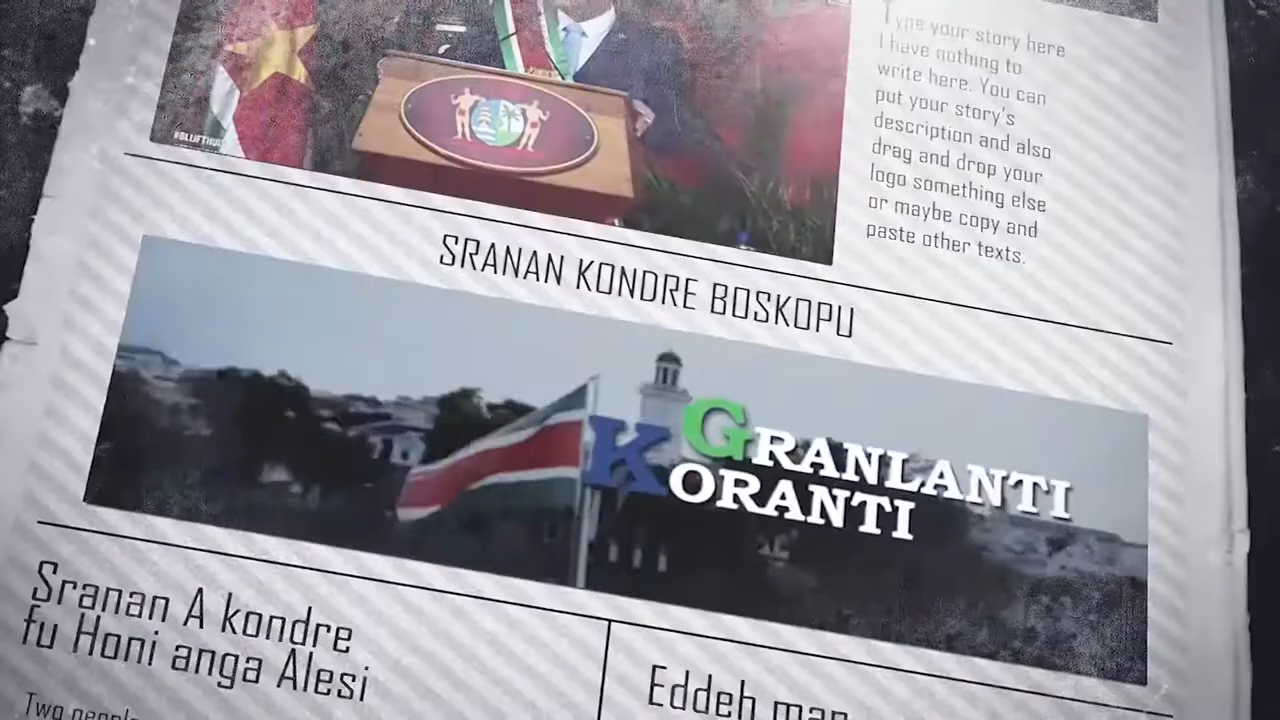 Type your story here
I have nothing to
write here. You can
put your story's
description and also
drag and drop your
logo something else
or maybe copy and
paste other texts.
SRANAN KONDRE BOSKOPU
GRANLANTI
KORANTI
Sranan A kondre
fu Honi anga Alesi
Two people
Eddeh man